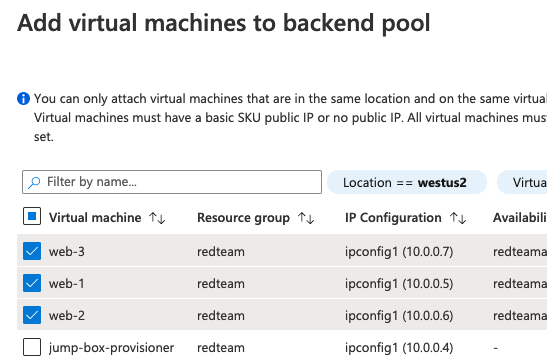 Add virtual machines to backend pool
You can only attach virtual machines that are in the same location and on the same virtual
Virtual machines must have a basic SKU public IP or no public IP. All virtual machines mus
set.
Filter by name... Location == westus2 Virtua
Virtual machine Resource group IP Configuration Availabili
web-3 redteam ipconfig1 (10.0.0.7) redteama
web-1 redteam ipconfig1 (10.0.0.5) redteama
web-2 redteam ipconfig1 (10.0.0.6) redteama
jump-box-provisioner redteam ipconfig1 (10.0.0.4) -